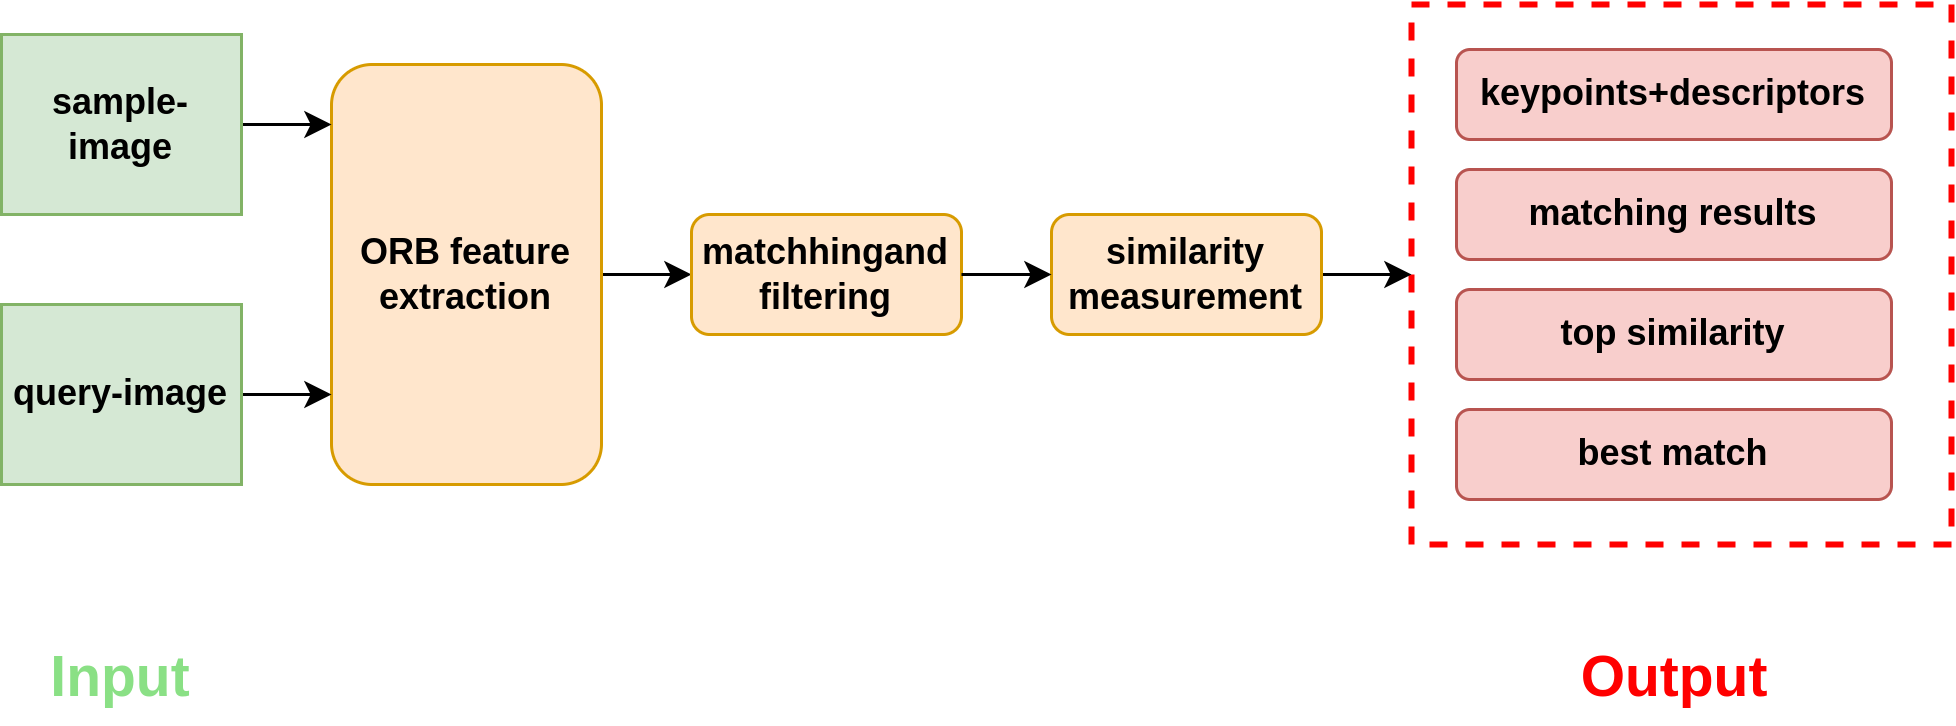 sample-
image
query-image
ORB feature
extraction
matchhingand
filtering
similarity
measurement
keypoints+descriptors
matching results
top similarity
best match
Input
Output